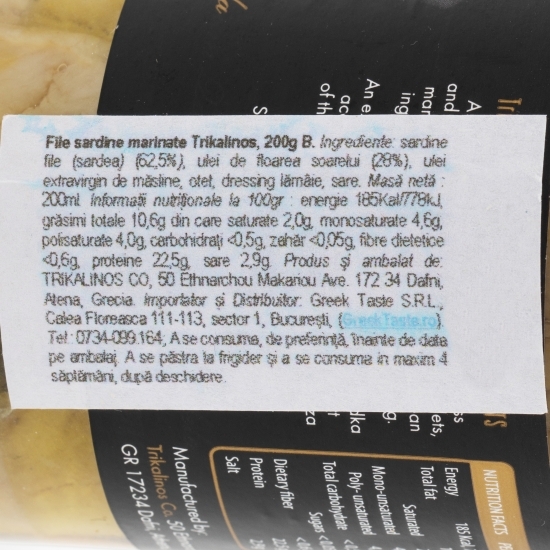 File sardine marinate Trikalinos, 200g B. Ingrediente: sardine
file (sardea) (62,5%), ulei de floarea soarelui (28%), ulei
extravirgin de măsline, otet, dressing lămâie, sare. Masă netă :
200ml Informații nutriționale la 100gr : energie 185Kal/778kJ,
grăsimi totale 10,6g din care saturate 2,0g, monosaturate 4,6g,
polisaturate 4,0g, carbohidrați <0,5g, zahăr <0,05g, fibre dietetice
<0,6g, proteine 22,5g, sare 2,9g. Produs și ambalat de:
TRIKALINOS CO, 50 Ethnarchou Makariou Ave. 172 34 Dafni,
Atena, Grecia. Importator și Distribuitor: Greek Taste S.R.L.,
Calea Floreasca 111-113, sector 1, București, (GreekTaste.ro).
Tel: 0734-099.164; A se consuma, de preferință, înainte de data
pe ambalaj. A se păstra la frigider și a se consuma in maxim 4
săptămâni, după deschidere.
Manufactured by:
Trikalinos Co.
GR 17234 Dafni,
NUTRITION FACTS
Energy 185Kal
Total fat
Saturated
Mono-unsaturated
Poly-unsaturated
Total carbohydrate
Sugar
Dietary fiber
Protein
Salt